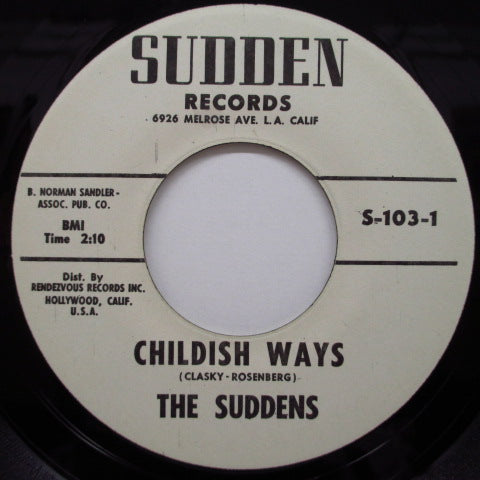 SUDDEN
RECORDS
6926 MELROSE AVE. L.A. CALIF
B. NORMAN SANDLER-
ASSOC. PUB. CO.
BMI
Time 2:10
S-103-1
Dist. By
RENDEZVOUS RECORDS INC.
HOLLYWOOD, CALIF.
U.S.A.
CHILDISH WAYS
(CLASKY-ROSENBERG)
THE SUDDENS